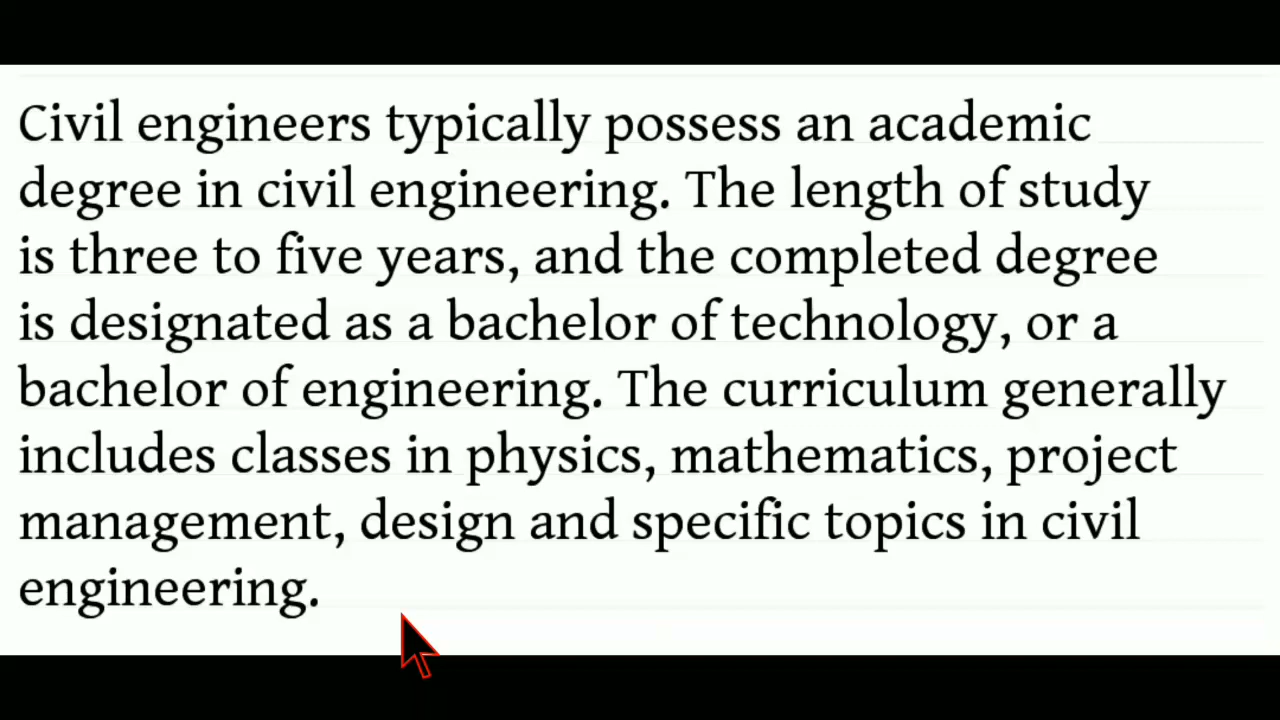 Civil engineers typically possess an academic
degree in civil engineering. The length of study
is three to five years, and the completed degree
is designated as a bachelor of technology, or a
bachelor of engineering. The curriculum generally
includes classes in physics, mathematics, project
management, design and specific topics in civil
engineering.